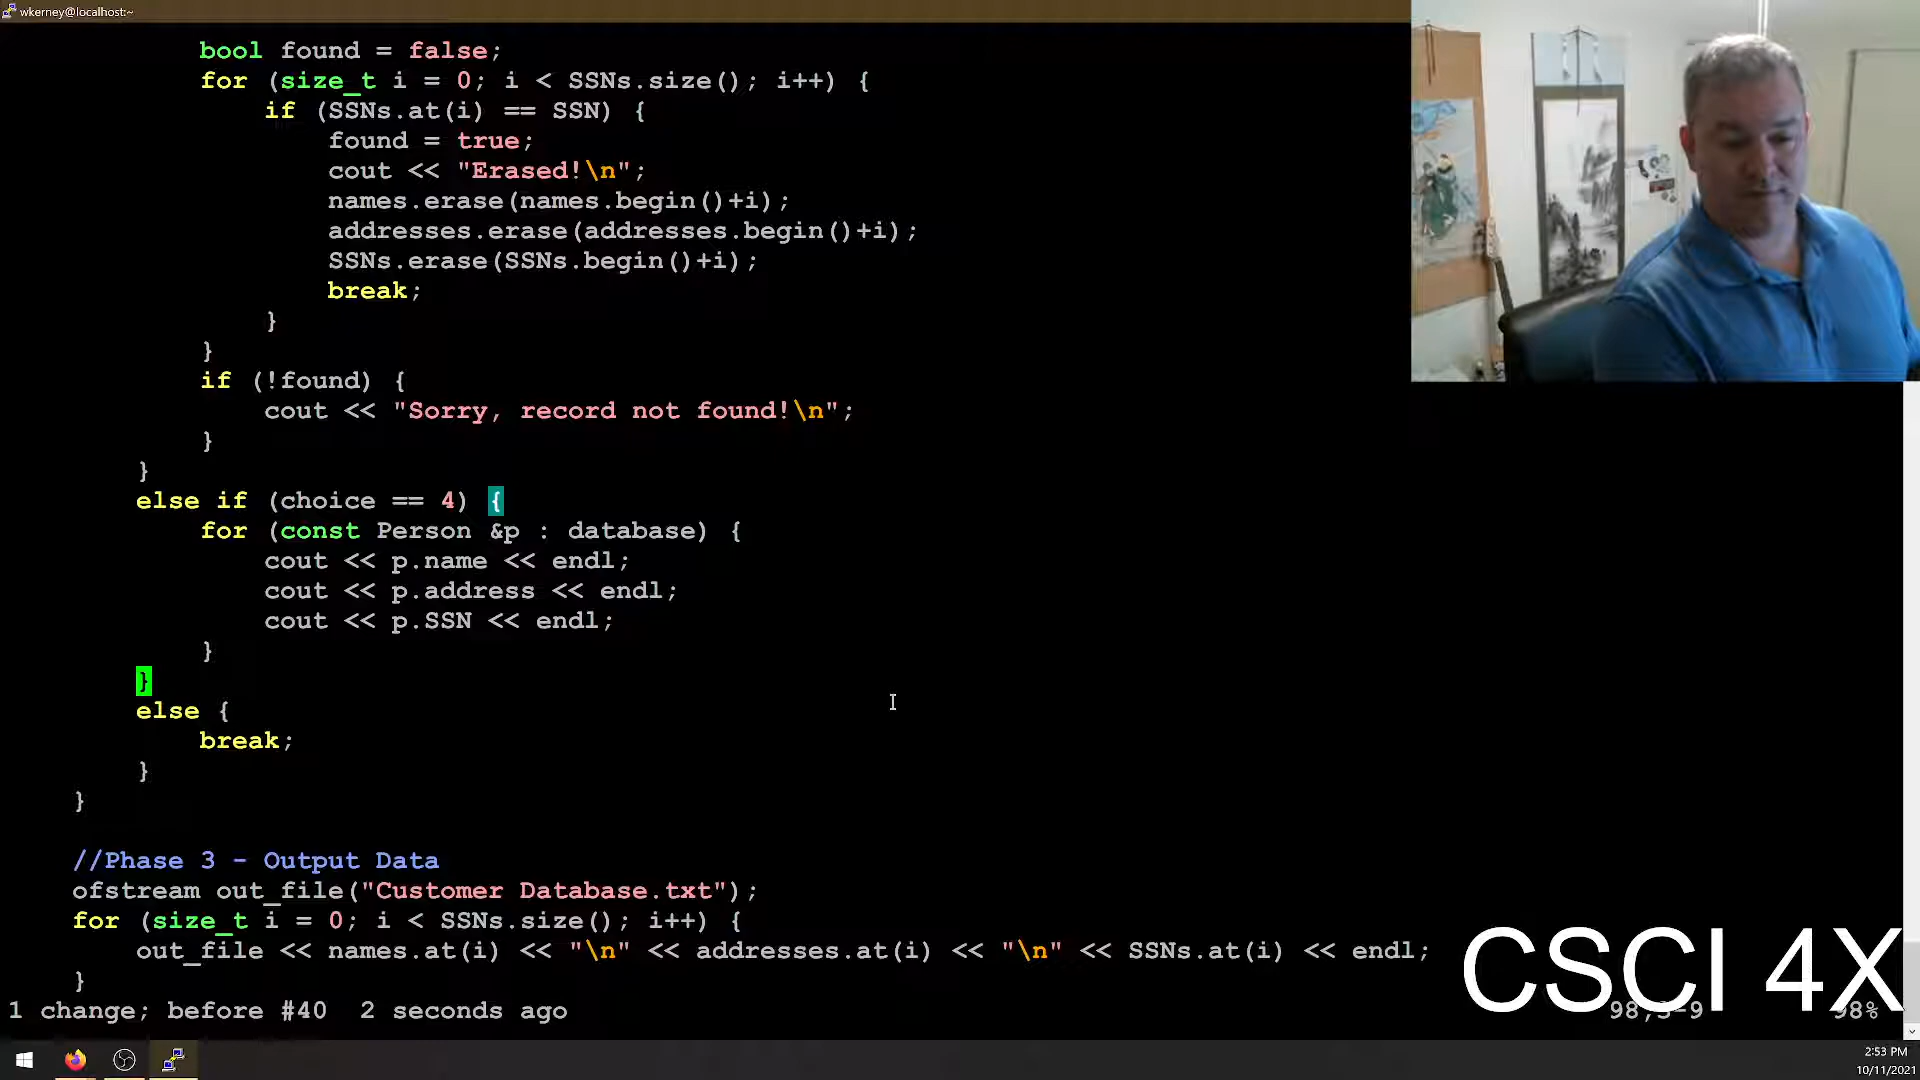 wkerney@localhost:~
bool found = false;
for (size_t i = 0; i < SSNs.size(); i++) {
if (SSNs.at(i) == SSN) {
found = true;
cout << "Erased!\n";
names.erase(names.begin()+i);
addresses.erase(addresses.begin()+i);
SSNs.erase(SSNs.begin()+i);
break;
}
}
if (!found) {
cout << "Sorry, record not found!\n";
}
}
else if (choice == 4) {
for (const Person &p : database) {
cout << p.name << endl;
cout << p.address << endl;
cout << p.SSN << endl;
}
}
else {
break;
}
}
//Phase 3 - Output Data
ofstream out_file("Customer Database.txt");
for (size_t i = 0; i < SSNs.size(); i++) {
out_file << names.at(i) << "\n" << addresses.at(i) << "\n" << SSNs.at(i) << endl;
}
CSCI 4X
1 change; before #40 2 seconds ago
98%
2:53 PM
10/11/2021